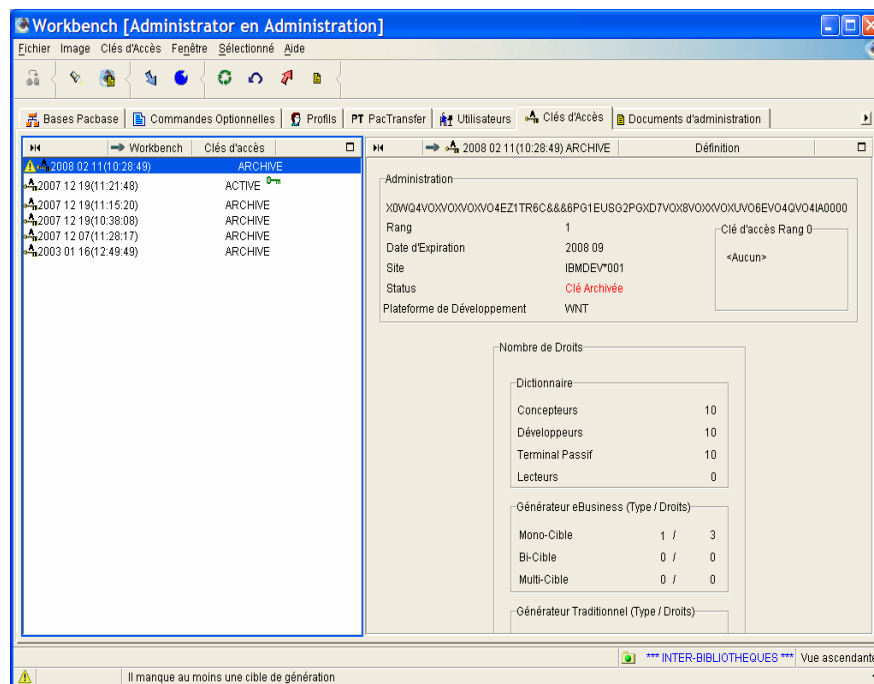 Workbench [Administrator en Administration]
Fichier Image Clés d'Accès Fenêtre Sélectionné Aide
Bases Pacbase Commandes Optionnelles Profils PT PacTransfer Utilisateurs Clés d'Accès Documents d'administration
Workbench Clés d'accès
2008 02 11(10:28:49) ARCHIVE
2007 12 19(11:21:48) ACTIVE
2007 12 19(11:15:20) ARCHIVE
2007 12 19(10:38:08) ARCHIVE
2007 12 07(11:28:17) ARCHIVE
2003 01 16(12:49:49) ARCHIVE
2008 02 11(10:28:49) ARCHIVE Définition
Administration
X0WQ4VOXVOXVOXVO4EZ1TR6C&&&6PG1EUSG2PGXD7VOX8VOXXVOXUVO6EVO4QVO4IA0000
Rang 1
Date d'Expiration 2008 09
Site IBMDEV*001
Status Clé Archivée
Plateforme de Développement WNT
Clé d'accès Rang 0
<Aucun>
Nombre de Droits
Dictionnaire
Concepteurs 10
Développeurs 10
Terminal Passif 10
Lecteurs 0
Générateur eBusiness (Type / Droits)
Mono-Cible 1 / 3
Bi-Cible 0 / 0
Multi-Cible 0 / 0
Générateur Traditionnel (Type / Droits)
*** INTER-BIBLIOTHEQUES *** Vue ascendante
Il manque au moins une cible de génération